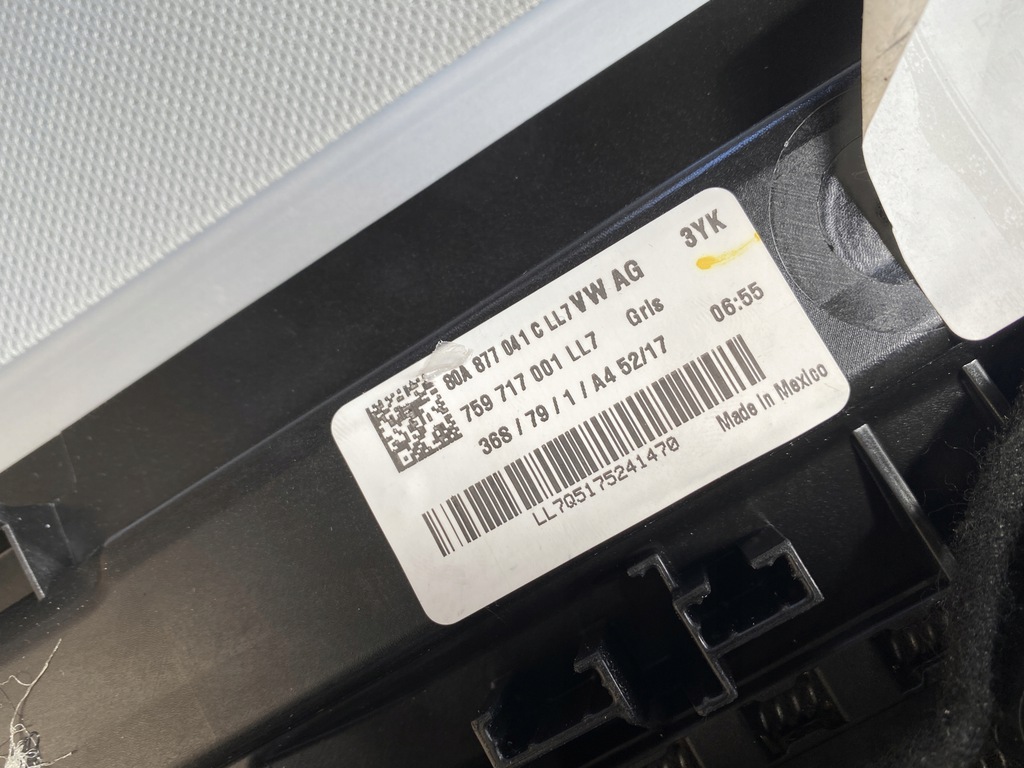 3YK
80A 877 041 C LL7 VW AG
759 717 001 LL7 Gris
368 / 79 / 1 / A4 52/17 06:55
LL7Q5175241470
Made in Mexico